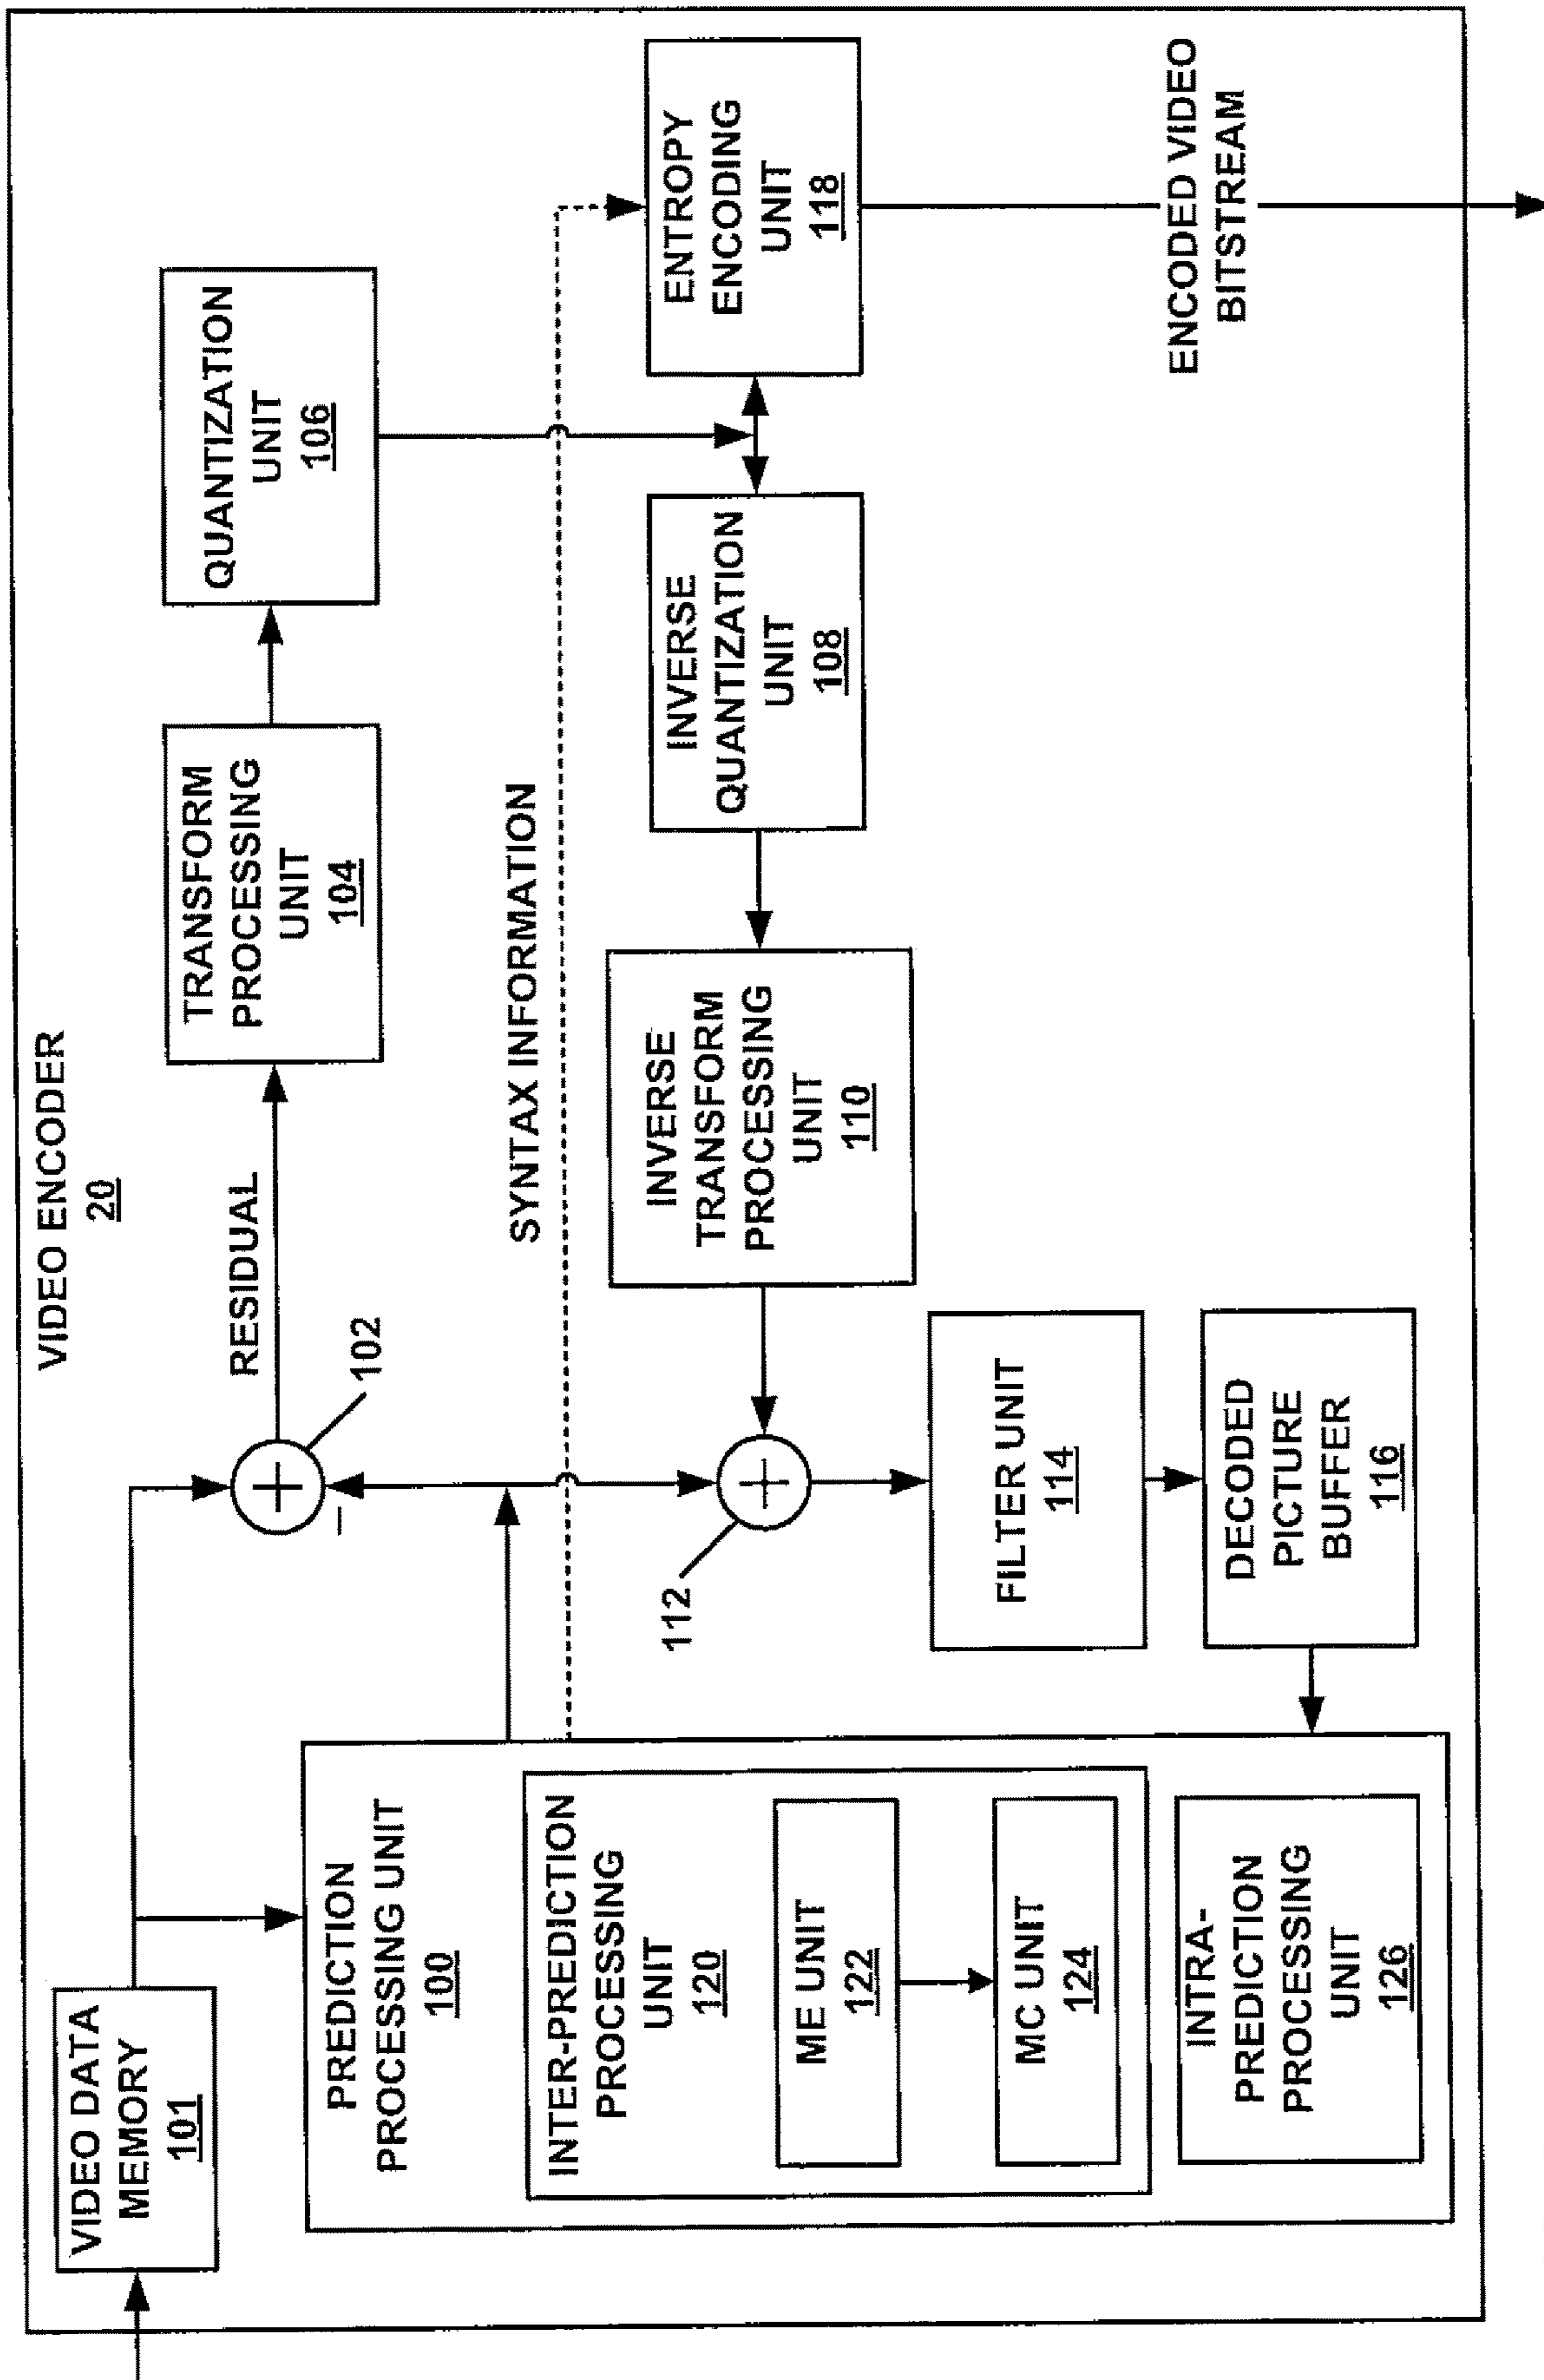 VIDEO ENCODER
20
VIDEO DATA
MEMORY
101
RESIDUAL
102
TRANSFORM
PROCESSING
UNIT
104
QUANTIZATION
UNIT
106
PREDICTION
PROCESSING UNIT
100
SYNTAX INFORMATION
INTER-PREDICTION
PROCESSING
UNIT
120
ME UNIT
122
MC UNIT
124
INTRA-
PREDICTION
PROCESSING
UNIT
126
112
INVERSE
TRANSFORM
PROCESSING
UNIT
110
INVERSE
QUANTIZATION
UNIT
108
ENTROPY
ENCODING
UNIT
118
FILTER UNIT
114
DECODED
PICTURE
BUFFER
116
ENCODED VIDEO
BITSTREAM